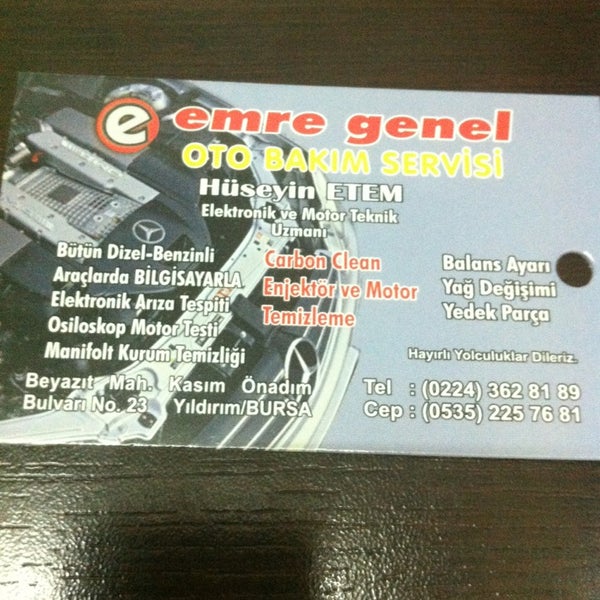 e emre genel
OTO BAKIM SERVİSİ
Hüseyin ETEM
Elektronik ve Motor Teknik
Uzmanı
Bütün Dizel-Benzinli
Araçlarda BİLGİSAYARLA
Elektronik Arıza Tespiti
Osiloskop Motor Testi
Manifolt Kurum Temizliği
Carbon Clean
Enjektör ve Motor
Temizleme
Balans Ayarı
Yağ Değişimi
Yedek Parça
Hayırlı Yolculuklar Dileriz.
Beyazıt Mah. Kasım Önadım
Bulvarı No. 23 Yıldırım/BURSA
Tel : (0224) 362 81 89
Cep : (0535) 225 76 81